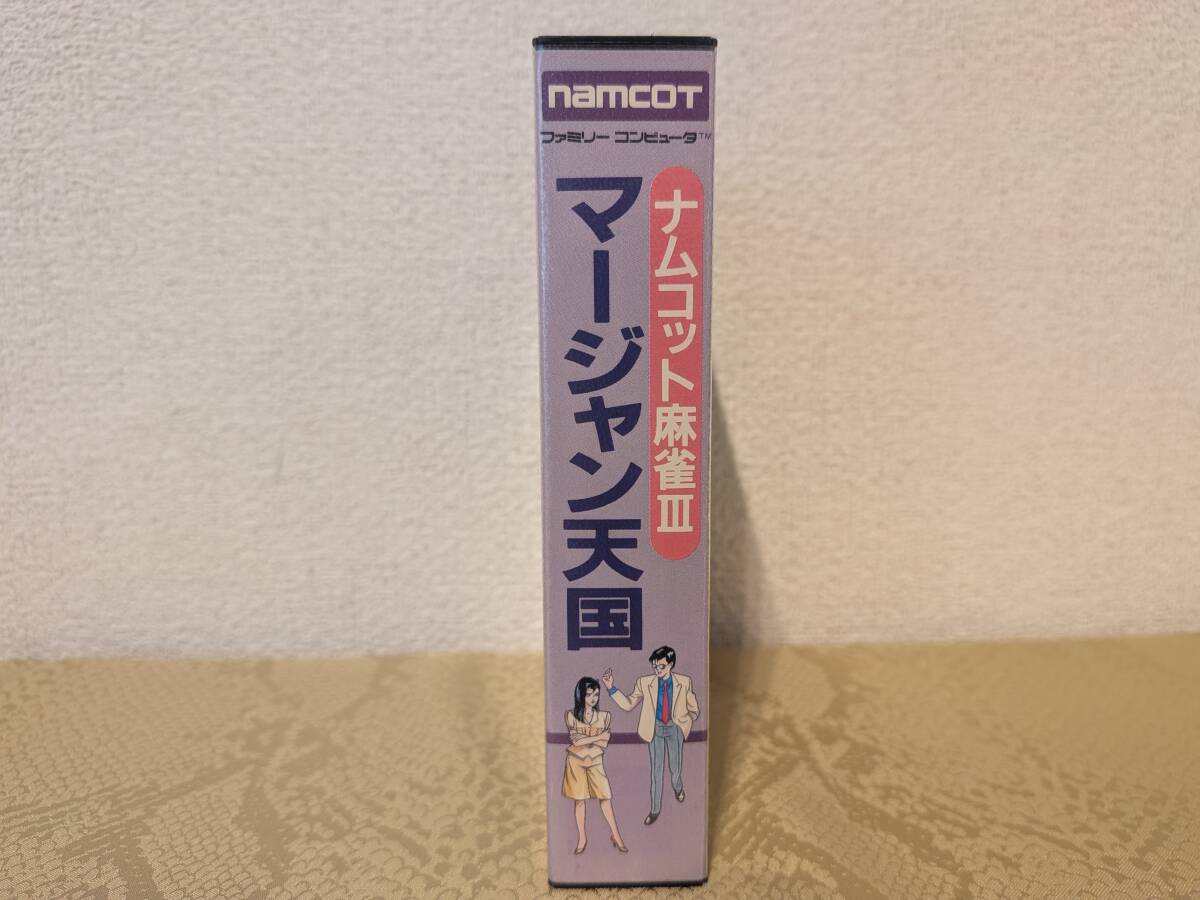 namcot
ファミリー コンピュータ™
ナムコット麻雀III
マージャン天国